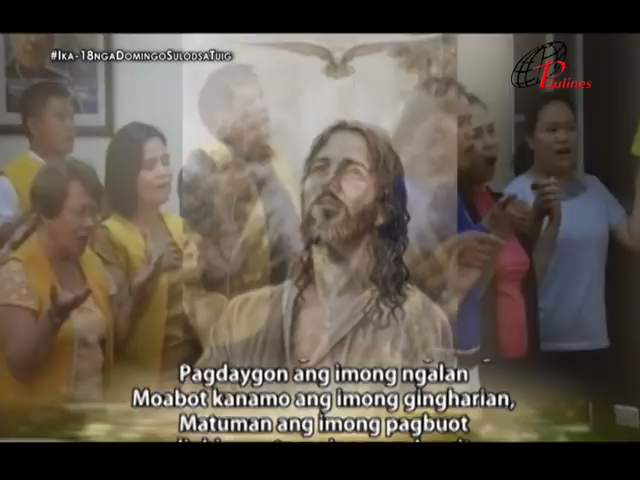 #IKA-18NGADOMINGOSULODSATUIG
Paulines
Pagdaygon ang imong ngalan
Moabot kanamo ang imong gingharian,
Matuman ang imong pagbuot